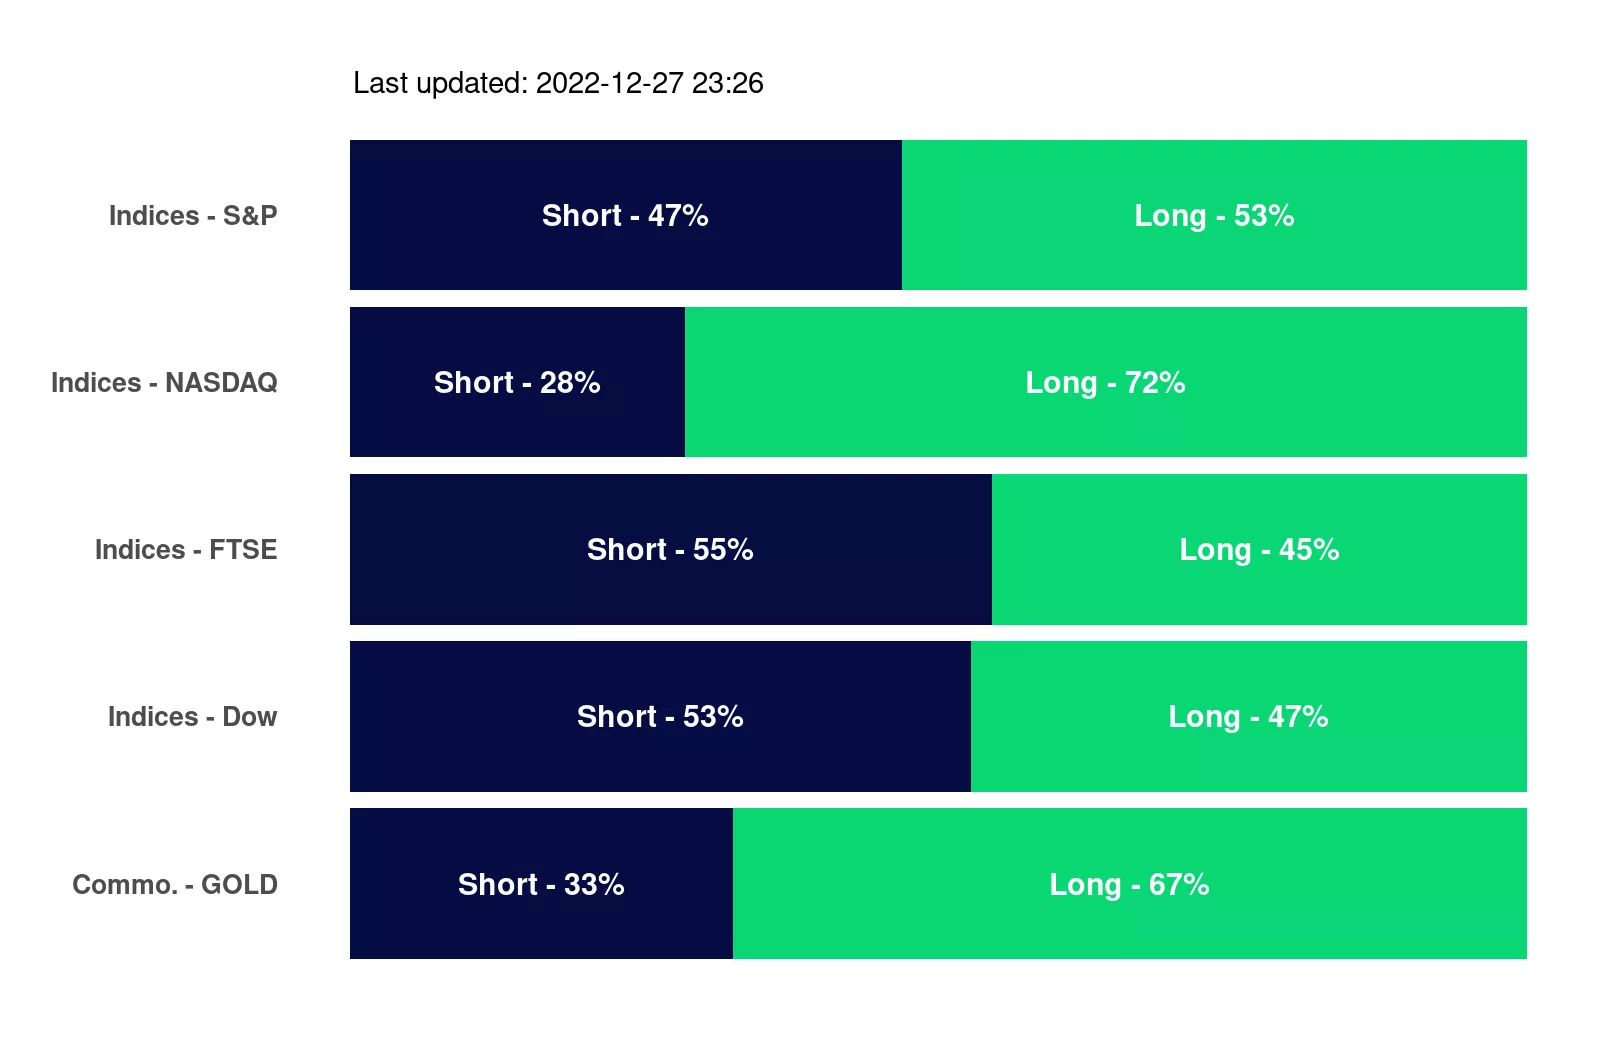 Last updated: 2022-12-27 23:26
Indices - S&P Short - 47% Long - 53%
Indices - NASDAQ Short - 28% Long - 72%
Indices - FTSE Short - 55% Long - 45%
Indices - Dow Short - 53% Long - 47%
Commo. - GOLD Short - 33% Long - 67%